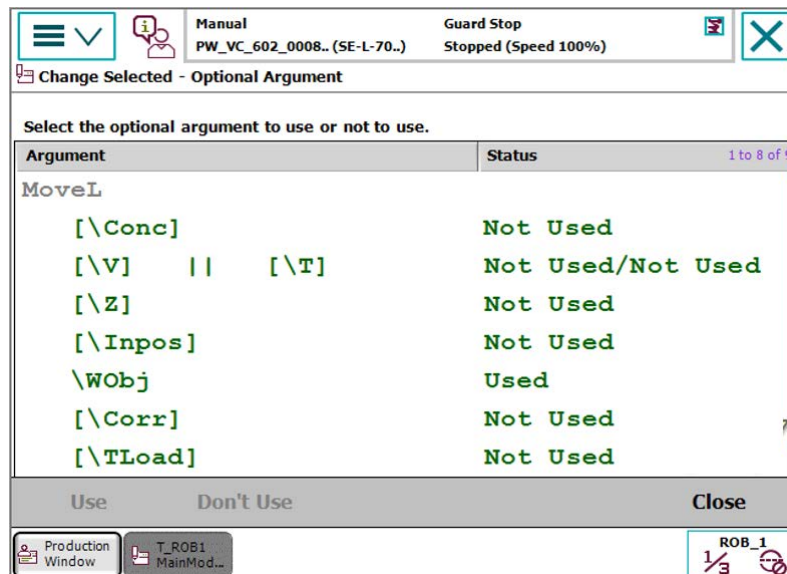 Manual
PW_VC_602_0008.. (SE-L-70..)
Guard Stop
Stopped (Speed 100%)
Change Selected - Optional Argument
Select the optional argument to use or not to use.
Argument Status 1 to 8 of 9
MoveL
[\Conc] Not Used
[\V] || [\T] Not Used/Not Used
[\Z] Not Used
[\Inpos] Not Used
\WObj Used
[\Corr] Not Used
[\TLoad] Not Used
Use Don't Use Close
Production
Window
T_ROB1
MainMod...
ROB_1
1/3